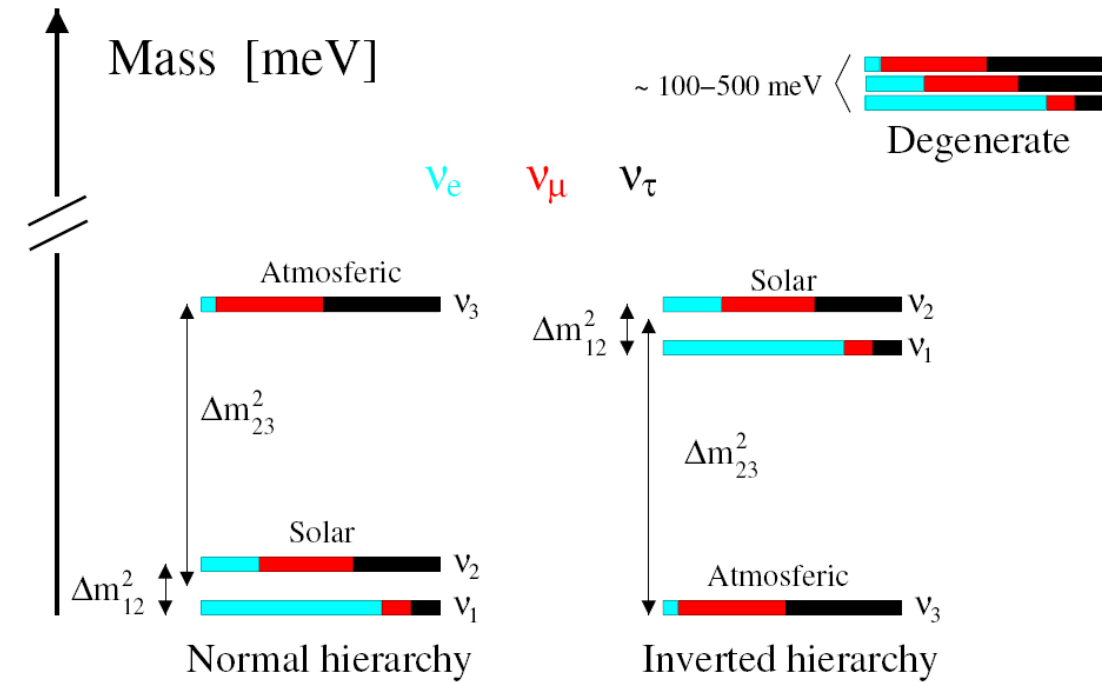 Mass [meV]
~ 100–500 meV
Degenerate
νe νμ ντ
Atmosferic
ν3
Δm²23
Solar
ν2
Δm²12
ν1
Normal hierarchy
Solar
ν2
Δm²12
ν1
Δm²23
Atmosferic
ν3
Inverted hierarchy